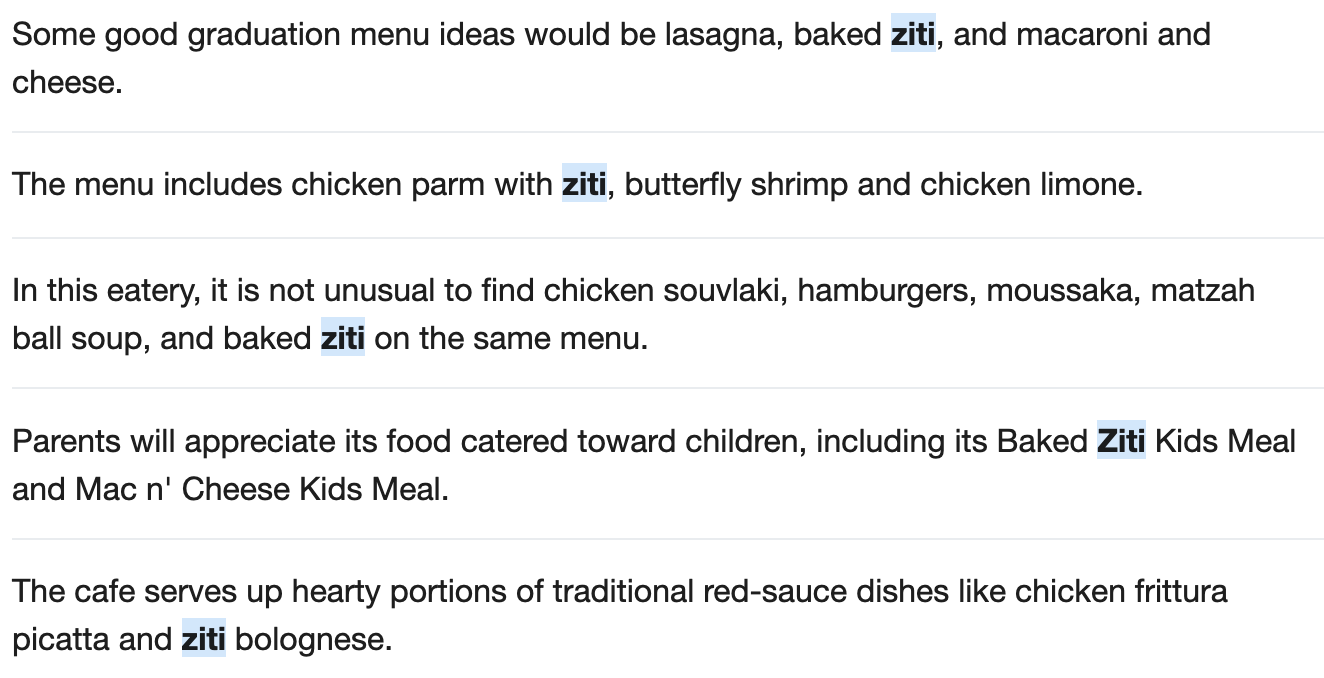 Some good graduation menu ideas would be lasagna, baked ziti, and macaroni and
cheese.
The menu includes chicken parm with ziti, butterfly shrimp and chicken limone.
In this eatery, it is not unusual to find chicken souvlaki, hamburgers, moussaka, matzah
ball soup, and baked ziti on the same menu.
Parents will appreciate its food catered toward children, including its Baked Ziti Kids Meal
and Mac n' Cheese Kids Meal.
The cafe serves up hearty portions of traditional red-sauce dishes like chicken frittura
picatta and ziti bolognese.